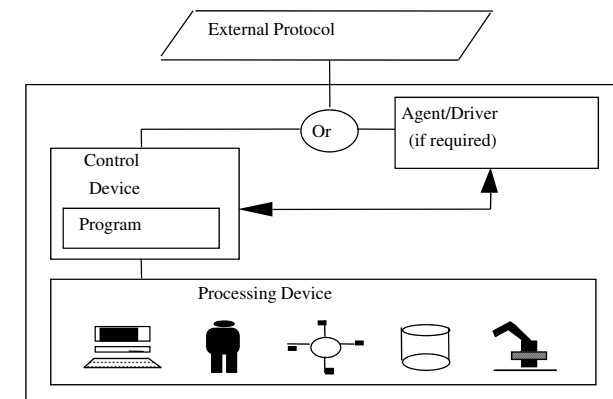 External Protocol
Agent/Driver
(if required)
Or
Control
Device
Program
Processing Device